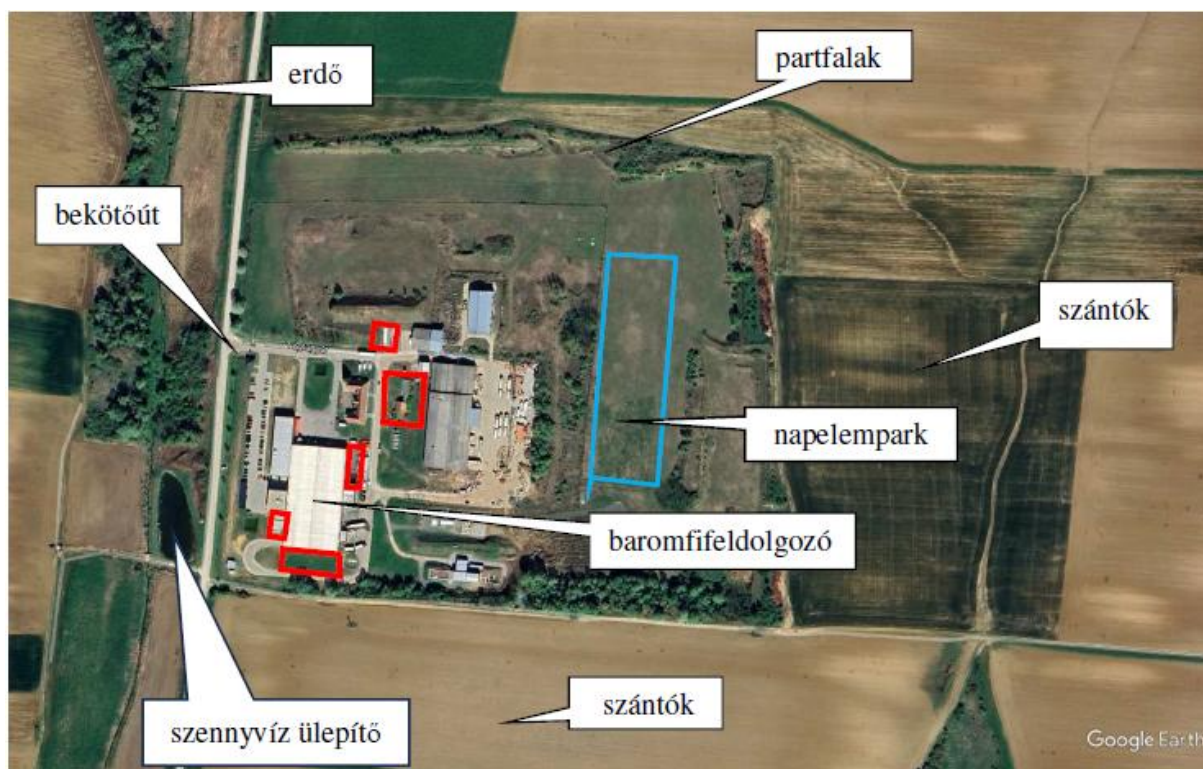 erdő
partfalak
bekötőút
szántók
napelempark
baromfifeldolgozó
szántók
szennyvíz ülepítő
Google Earth